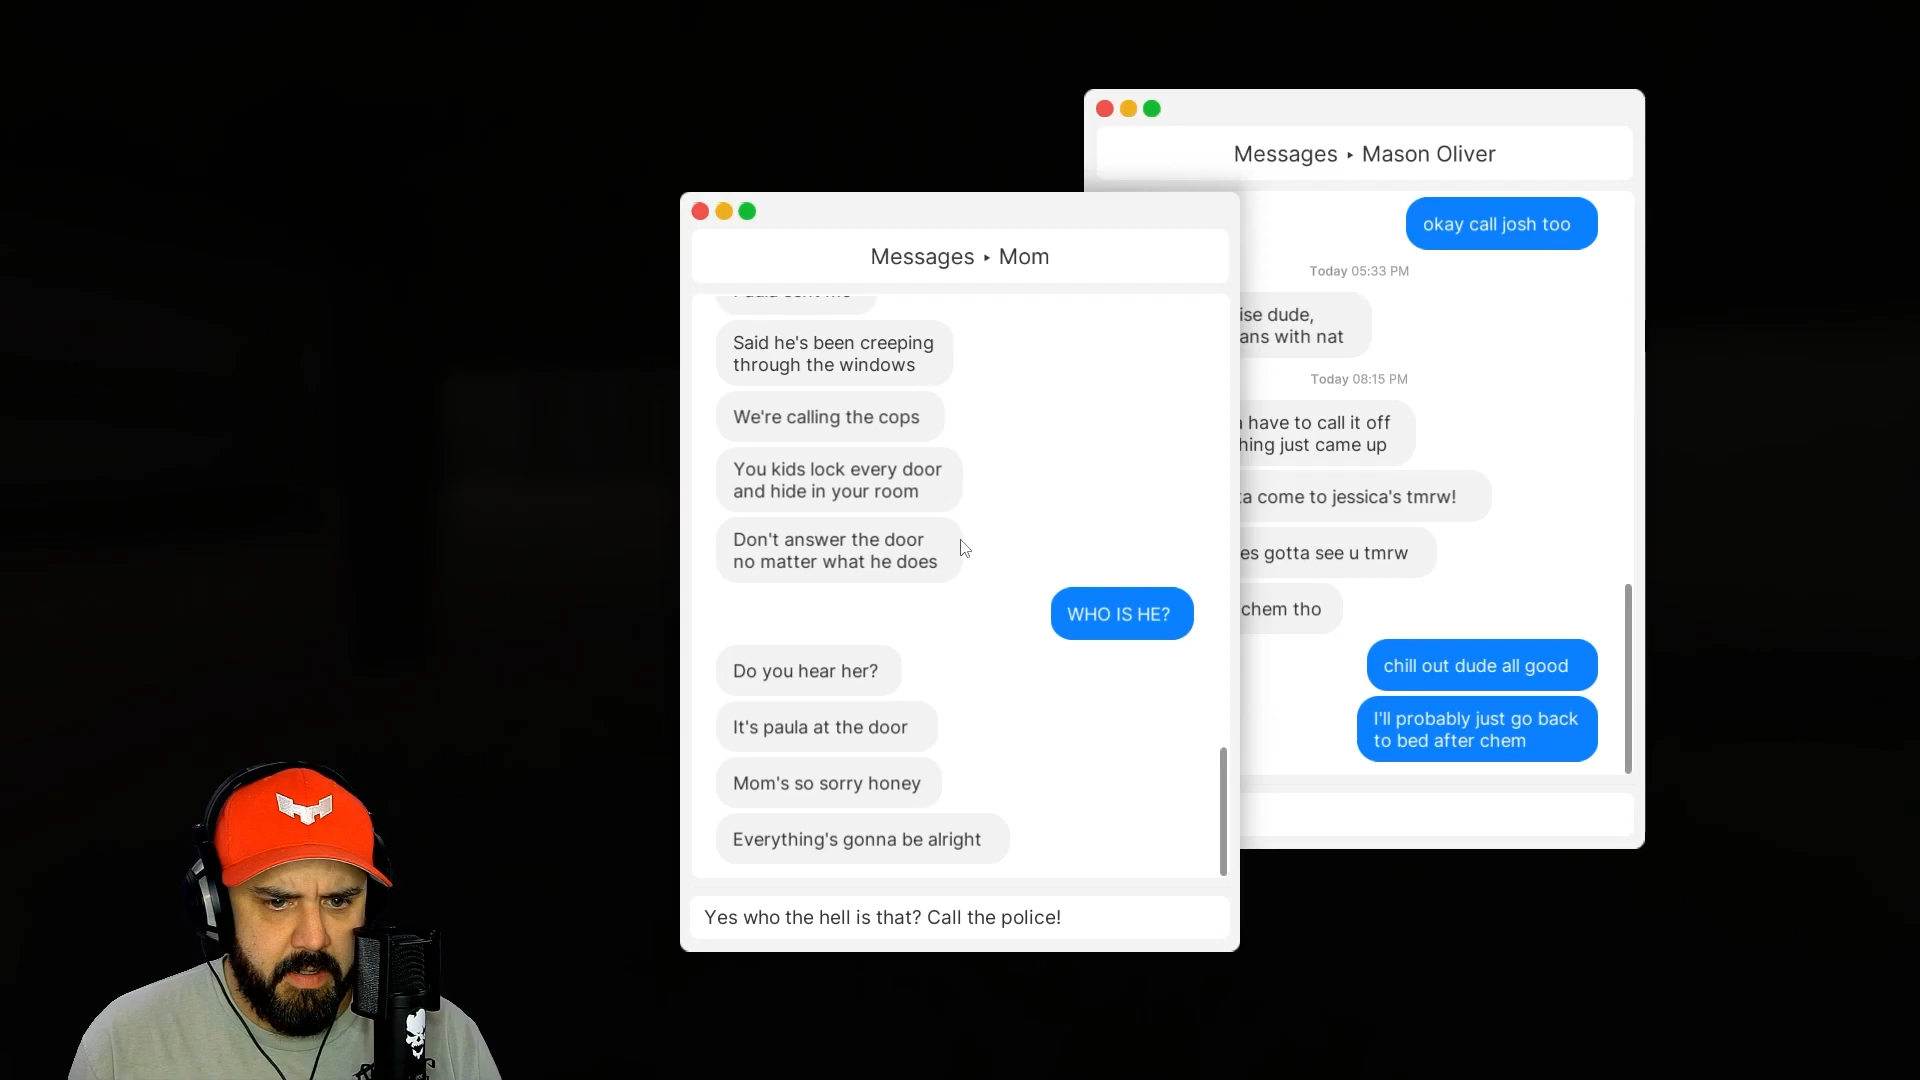 Messages ▸ Mason Oliver
okay call josh too
Today 05:33 PM
ise dude,
ans with nat
Today 08:15 PM
have to call it off
hing just came up
ta come to jessica's tmrw!
es gotta see u tmrw
chem tho
chill out dude all good
I'll probably just go back
to bed after chem
Messages ▸ Mom
Said he's been creeping
through the windows
We're calling the cops
You kids lock every door
and hide in your room
Don't answer the door
no matter what he does
WHO IS HE?
Do you hear her?
It's paula at the door
Mom's so sorry honey
Everything's gonna be alright
Yes who the hell is that? Call the police!